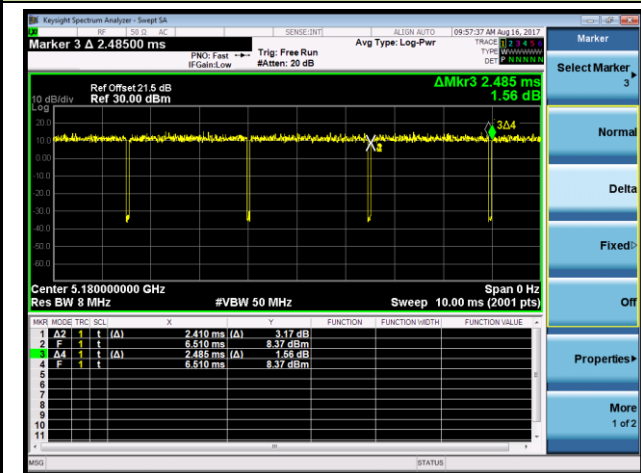 Keysight Spectrum Analyzer - Swept SA
RF 50 Ω AC SENSE:INT ALIGN AUTO 09:57:37 AM Aug 16, 2017
Marker 3 Δ 2.48500 ms
PNO: Fast Trig: Free Run Avg Type: Log-Pwr TRACE 1 2 3 4 5 6
IFGain:Low #Atten: 20 dB TYPE
DET P N N N N N
Marker
Select Marker
3
Normal
Delta
Fixed
Off
Properties
More
1 of 2
ΔMkr3 2.485 ms
1.56 dB
Ref Offset 21.5 dB
10 dB/div Ref 30.00 dBm
Log
20.0
10.0
0.00
-10.0
-20.0
-30.0
-40.0
-50.0
-60.0
3Δ4
Center 5.180000000 GHz Span 0 Hz
Res BW 8 MHz #VBW 50 MHz Sweep 10.00 ms (2001 pts)
MKR MODE TRC SCL X Y FUNCTION FUNCTION WIDTH FUNCTION VALUE
1 Δ2 1 t (Δ) 2.410 ms (Δ) 3.17 dB
2 F 1 t 6.510 ms 8.37 dBm
3 Δ4 1 t (Δ) 2.485 ms (Δ) 1.56 dB
4 F 1 t 6.510 ms 8.37 dBm
5
6
7
8
9
10
11
MSG STATUS